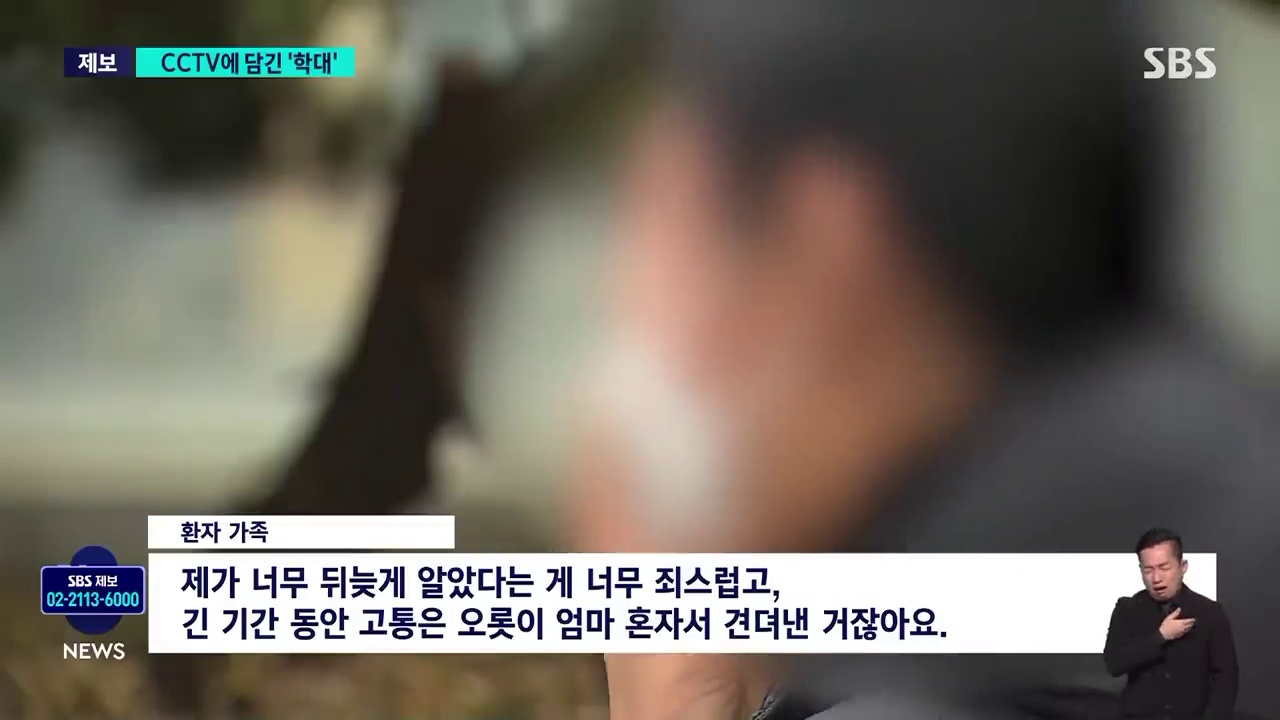 제보 CCTV에 담긴 '학대'
SBS
환자 가족
제가 너무 뒤늦게 알았다는 게 너무 죄스럽고,
긴 기간 동안 고통은 오롯이 엄마 혼자서 견뎌낸 거잖아요.
SBS 제보
02-2113-6000
NEWS